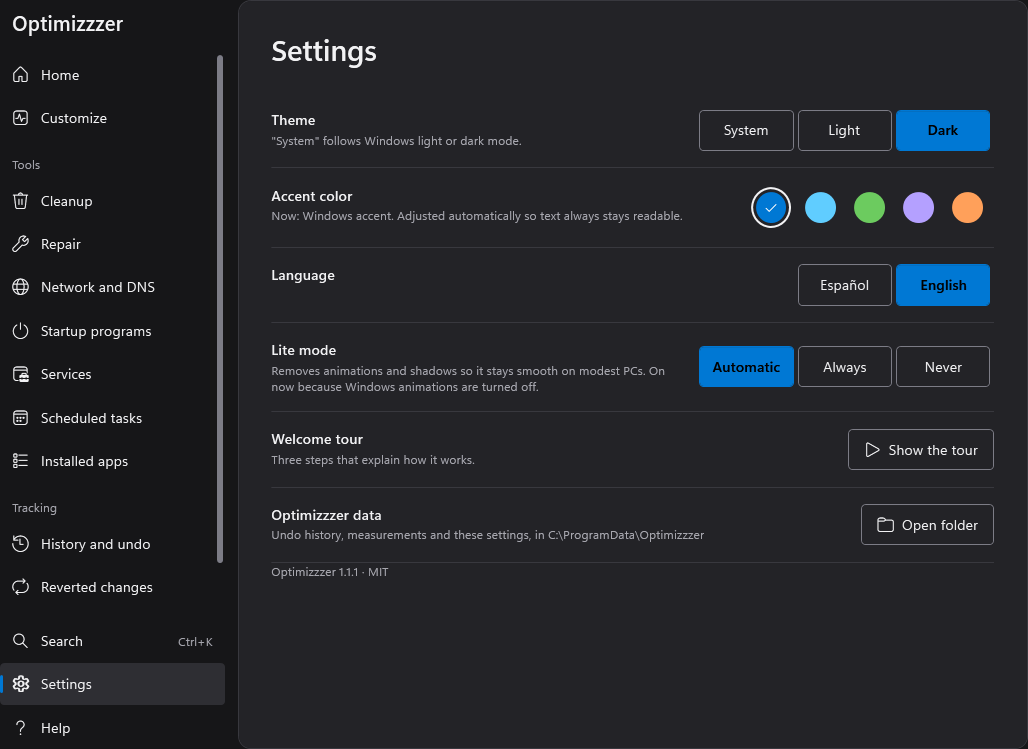 Optimizzzer
Home
Customize
Tools
Cleanup
Repair
Network and DNS
Startup programs
Services
Scheduled tasks
Installed apps
Tracking
History and undo
Reverted changes
Search Ctrl+K
Settings
Help
Settings
Theme
"System" follows Windows light or dark mode.
System Light Dark
Accent color
Now: Windows accent. Adjusted automatically so text always stays readable.
Language
Español English
Lite mode
Removes animations and shadows so it stays smooth on modest PCs. On
now because Windows animations are turned off.
Automatic Always Never
Welcome tour
Three steps that explain how it works.
Show the tour
Optimizzzer data
Undo history, measurements and these settings, in C:\ProgramData\Optimizzzer
Open folder
Optimizzzer 1.1.1 · MIT